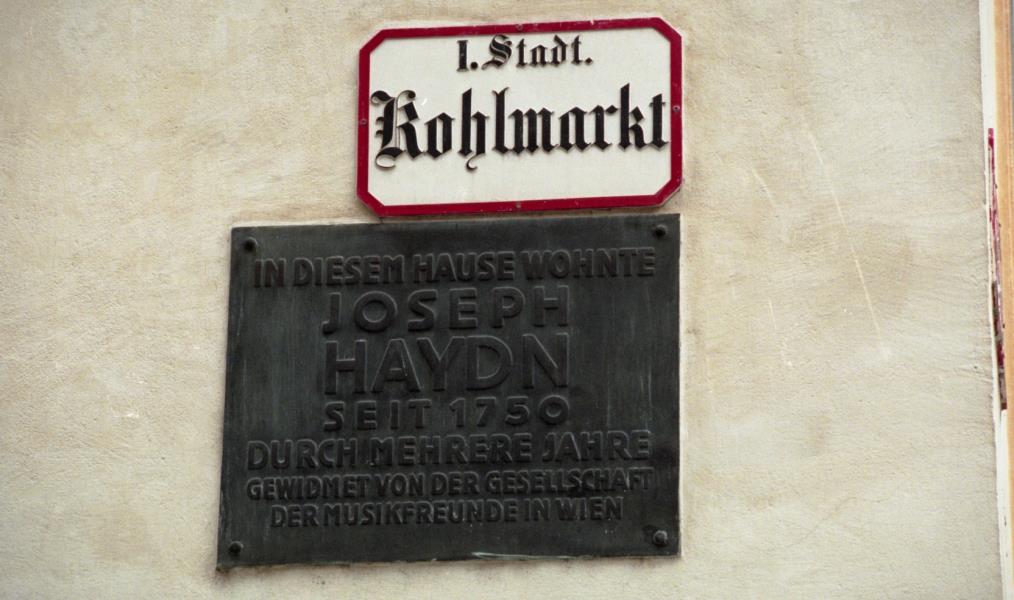 I. Stadt.
Kohlmarkt
IN DIESEM HAUSE WOHNTE
JOSEPH
HAYDN
SEIT 1750
DURCH MEHRERE JAHRE
GEWIDMET VON DER GESELLSCHAFT
DER MUSIKFREUNDE IN WIEN